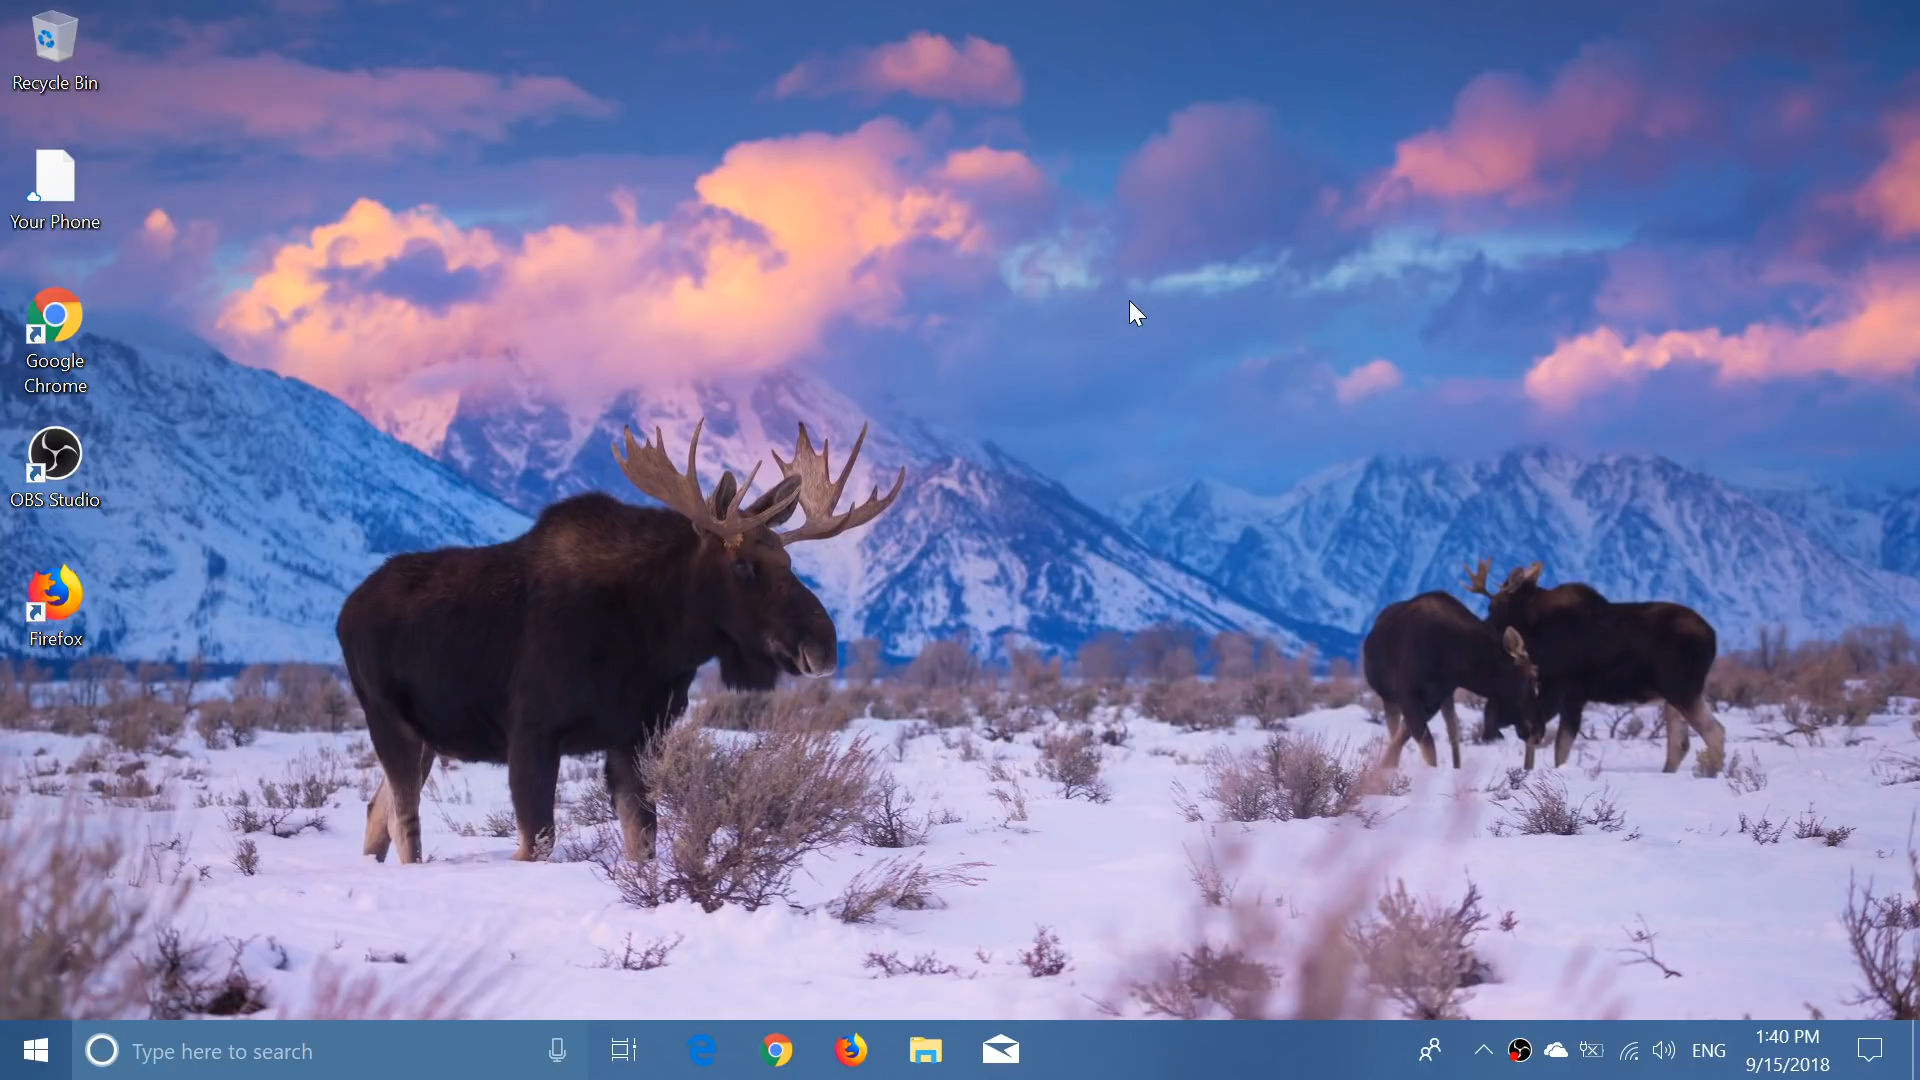 Recycle Bin
Your Phone
Google
Chrome
OBS Studio
Firefox
Type here to search
ENG
1:40 PM
9/15/2018